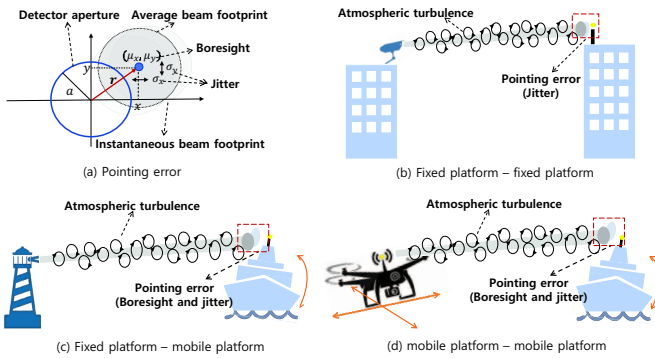 Detector aperture
Average beam footprint
Boresight
(μx, μy)
y
σy
Jitter
r
σx
a
x
Instantaneous beam footprint
(a) Pointing error
Atmospheric turbulence
Pointing error
(Jitter)
(b) Fixed platform – fixed platform
Atmospheric turbulence
Pointing error
(Boresight and jitter)
(c) Fixed platform – mobile platform
Atmospheric turbulence
Pointing error
(Boresight and jitter)
(d) mobile platform – mobile platform